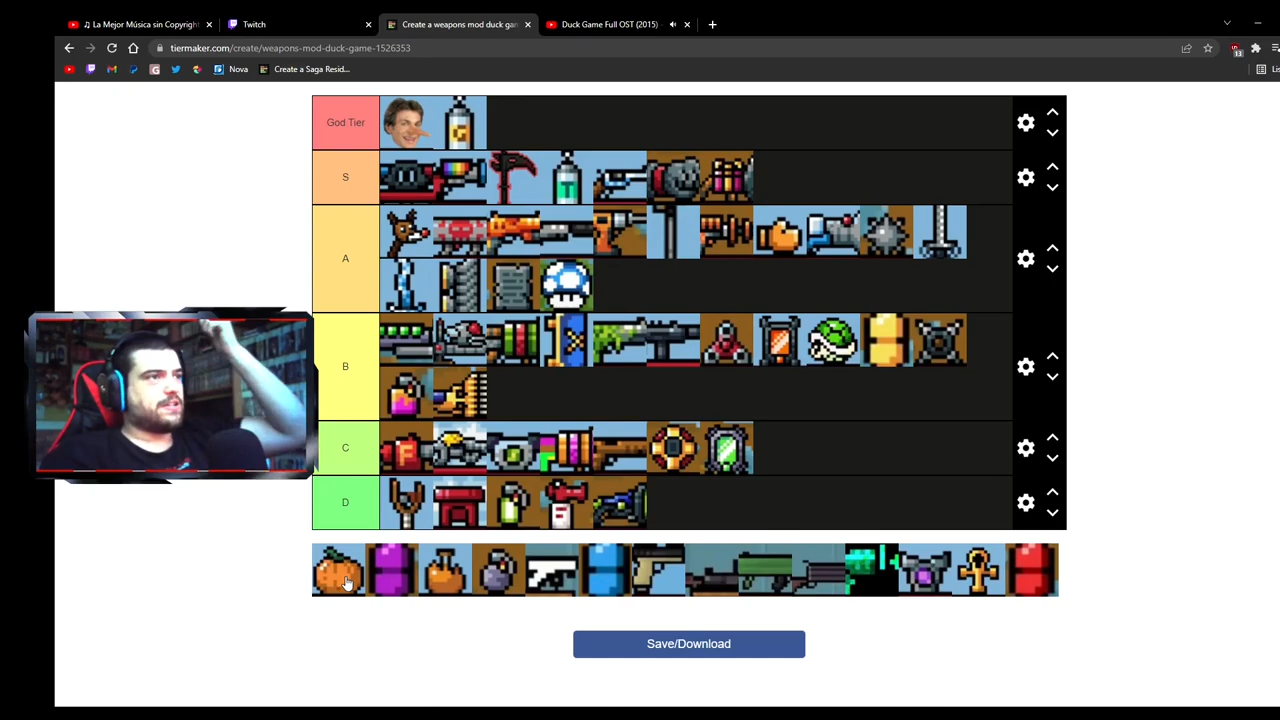 ♫ La Mejor Música sin Copyright
Twitch
Create a weapons mod duck gam
Duck Game Full OST (2015)
tiermaker.com/create/weapons-mod-duck-game-1526353
13
Nova
Create a Saga Resid...
God Tier
G
S
T
A
B
C
F
D
Save/Download